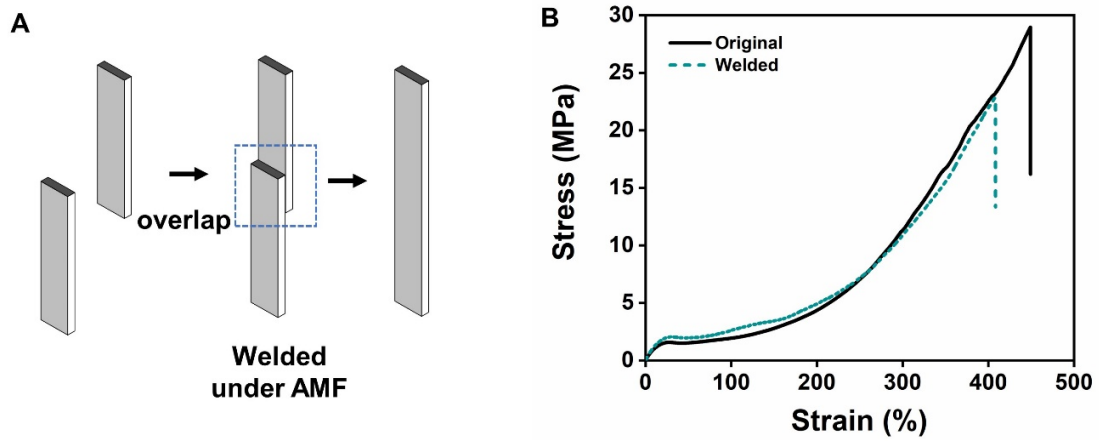 A
overlap
Welded
under AMF
B
Original
Welded
Stress (MPa)
30
25
20
15
10
5
0
0 100 200 300 400 500
Strain (%)